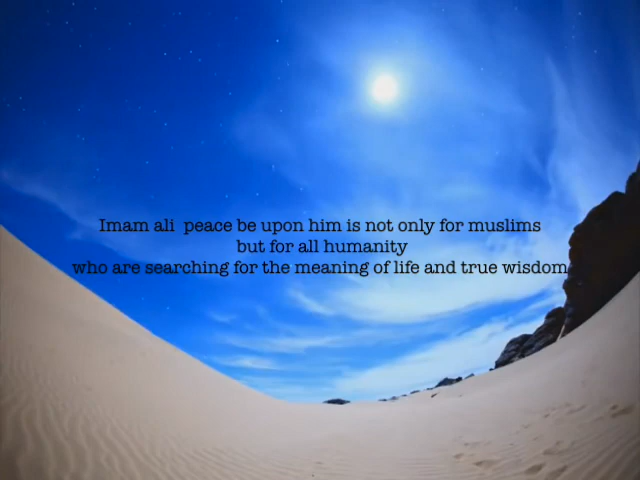 Imam ali  peace be upon him is not only for muslims
but for all humanity
who are searching for the meaning of life and true wisdom